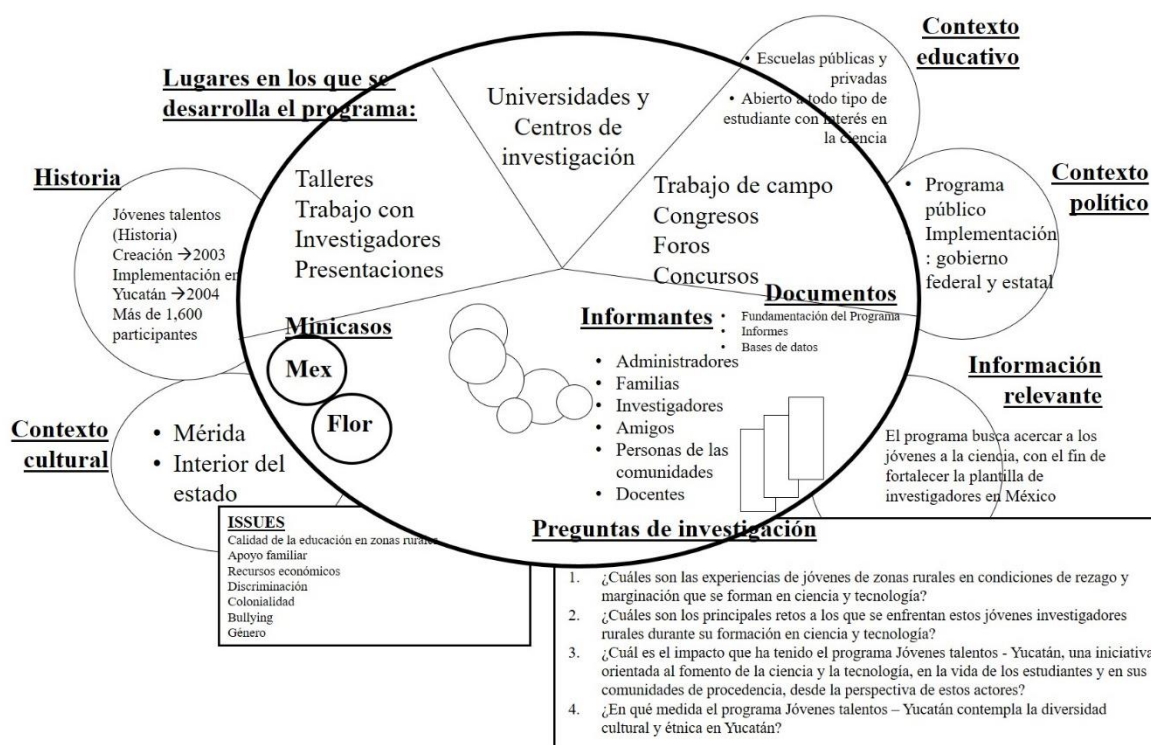 Contexto
educativo
• Escuelas públicas y
privadas
• Abierto a todo tipo de
estudiante con interés en
la ciencia
Lugares en los que se
desarrolla el programa:
Universidades y
Centros de
investigación
Historia
Jóvenes talentos
(Historia)
Creación →2003
Implementación en
Yucatán →2004
Más de 1,600
participantes
Talleres
Trabajo con
Investigadores
Presentaciones
Trabajo de campo
Congresos
Foros
Concursos
Contexto
político
• Programa
público
Implementación
: gobierno
federal y estatal
Minicasos
Mex
Flor
Informantes
• Administradores
• Familias
• Investigadores
• Amigos
• Personas de las
comunidades
• Docentes
Documentos
• Fundamentación del Programa
• Informes
• Bases de datos
Información
relevante
El programa busca acercar a los
jóvenes a la ciencia, con el fin de
fortalecer la plantilla de
investigadores en México
Contexto
cultural
• Mérida
• Interior del
estado
ISSUES
Calidad de la educación en zonas rurales
Apoyo familiar
Recursos económicos
Discriminación
Colonialidad
Bullying
Género
Preguntas de investigación
1. ¿Cuáles son las experiencias de jóvenes de zonas rurales en condiciones de rezago y
marginación que se forman en ciencia y tecnología?
2. ¿Cuáles son los principales retos a los que se enfrentan estos jóvenes investigadores
rurales durante su formación en ciencia y tecnología?
3. ¿Cuál es el impacto que ha tenido el programa Jóvenes talentos - Yucatán, una iniciativa
orientada al fomento de la ciencia y la tecnología, en la vida de los estudiantes y en sus
comunidades de procedencia, desde la perspectiva de estos actores?
4. ¿En qué medida el programa Jóvenes talentos – Yucatán contempla la diversidad
cultural y étnica en Yucatán?